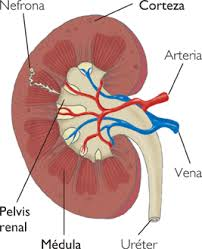 Nefrona
Corteza
Arteria
Vena
Pelvis
renal
Médula
Uréter